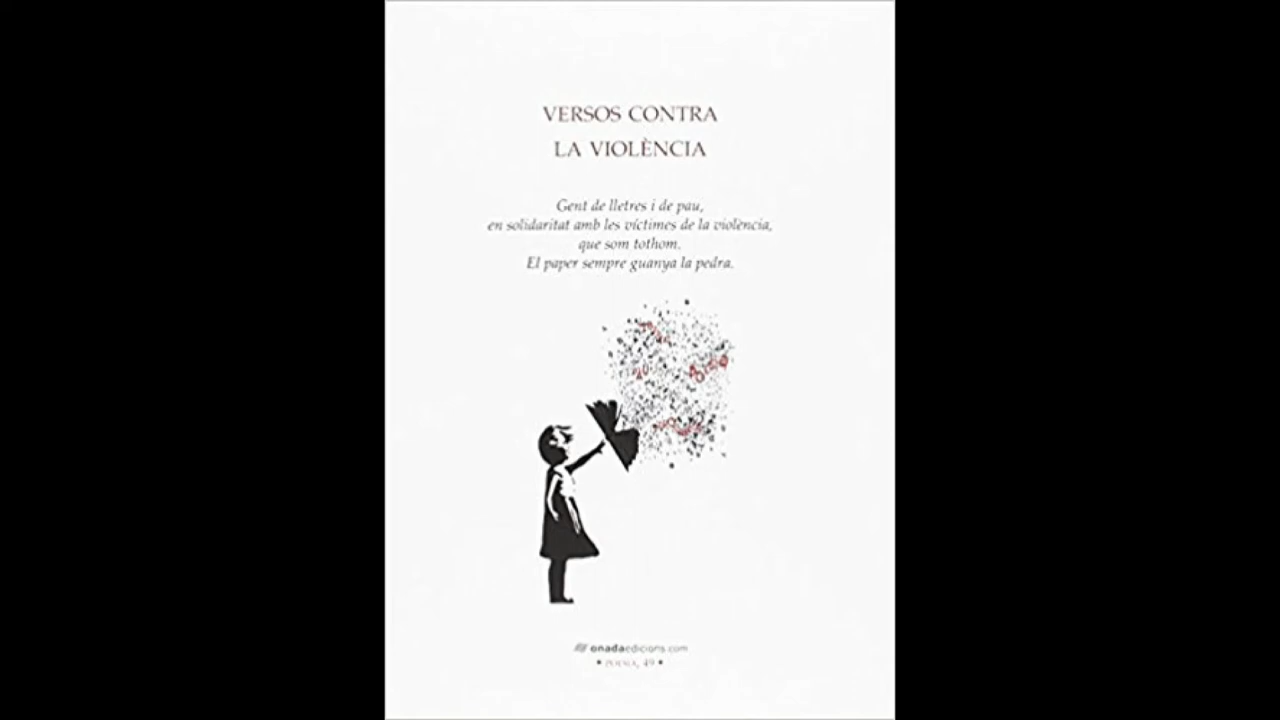 VERSOS CONTRA
LA VIOLÈNCIA
Gent de lletres i de pau,
en solidaritat amb les víctimes de la violència,
que som tothom.
El paper sempre guanya la pedra.
onadaedicions.com
• POESIA, 49 •